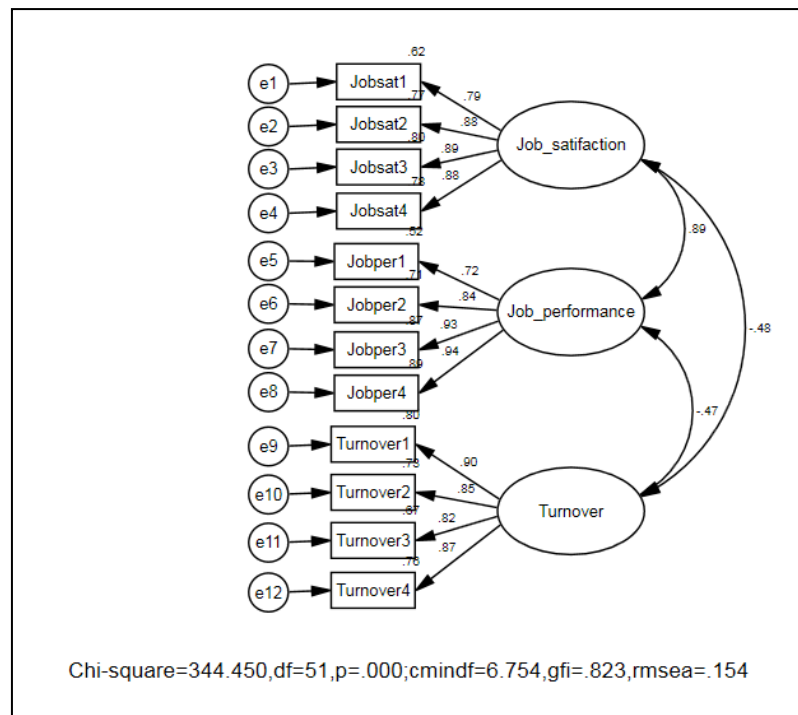 .62
e1 Jobsat1 .79
.77
e2 Jobsat2 .88
.80
e3 Jobsat3 .89
.78
e4 Jobsat4 .88
Job_satifaction
.89
.52
e5 Jobper1 .72
.71
e6 Jobper2 .84
.87
e7 Jobper3 .93
.89
e8 Jobper4 .94
Job_performance
-.48
-.47
.80
e9 Turnover1 .90
.73
e10 Turnover2 .85
.67
e11 Turnover3 .82
.76
e12 Turnover4 .87
Turnover
Chi-square=344.450,df=51,p=.000;cmindf=6.754,gfi=.823,rmsea=.154